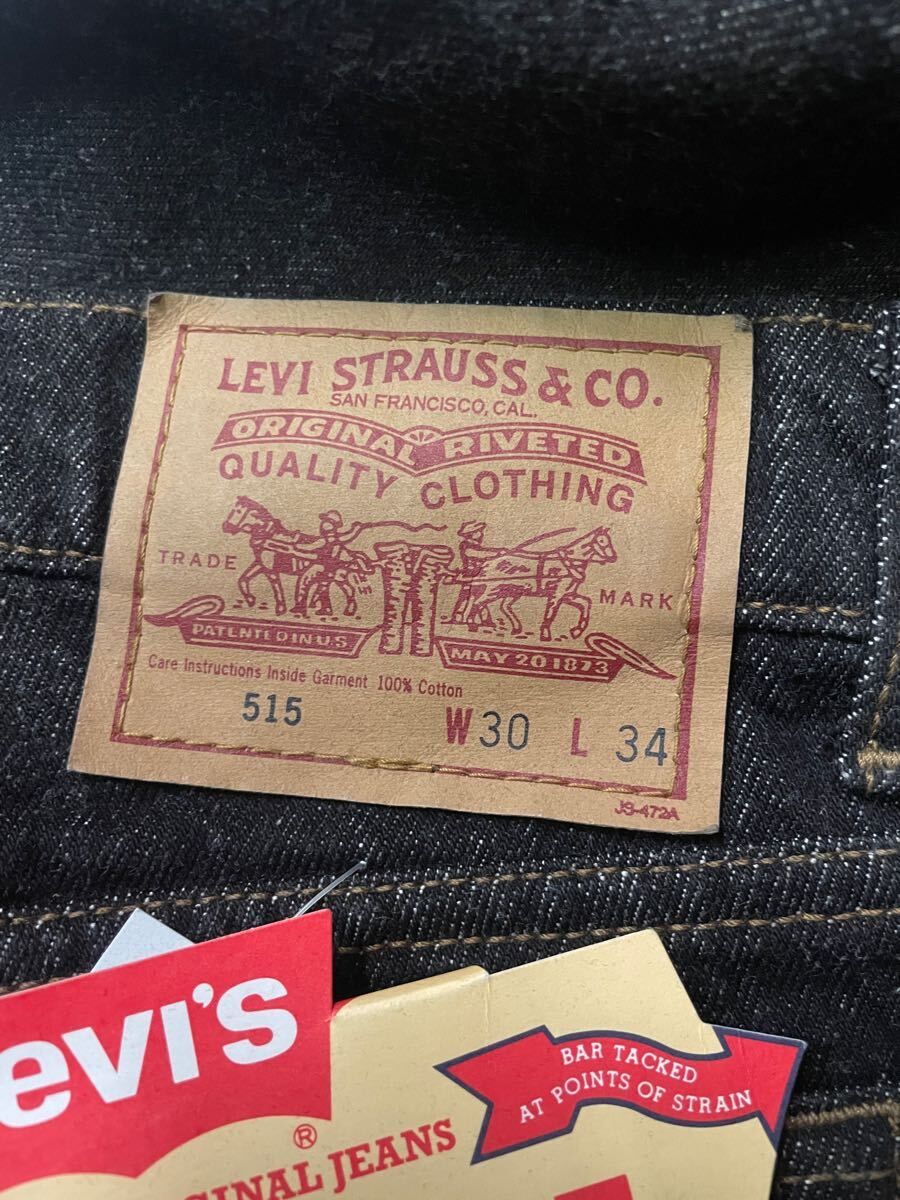 LEVI STRAUSS & CO.
SAN FRANCISCO, CAL.
ORIGINAL RIVETED
QUALITY CLOTHING
TRADE MARK
PATENTED IN U.S
MAY 20 1873
Care Instructions Inside Garment 100% Cotton
515 W30 L 34
JS-472A
evi's
®
GINAL JEANS
BAR TACKED
AT POINTS OF STRAIN